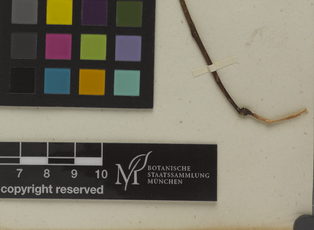 7 8 9 10
copyright reserved
M
BOTANISCHE
STAATSSAMMLUNG
MÜNCHEN